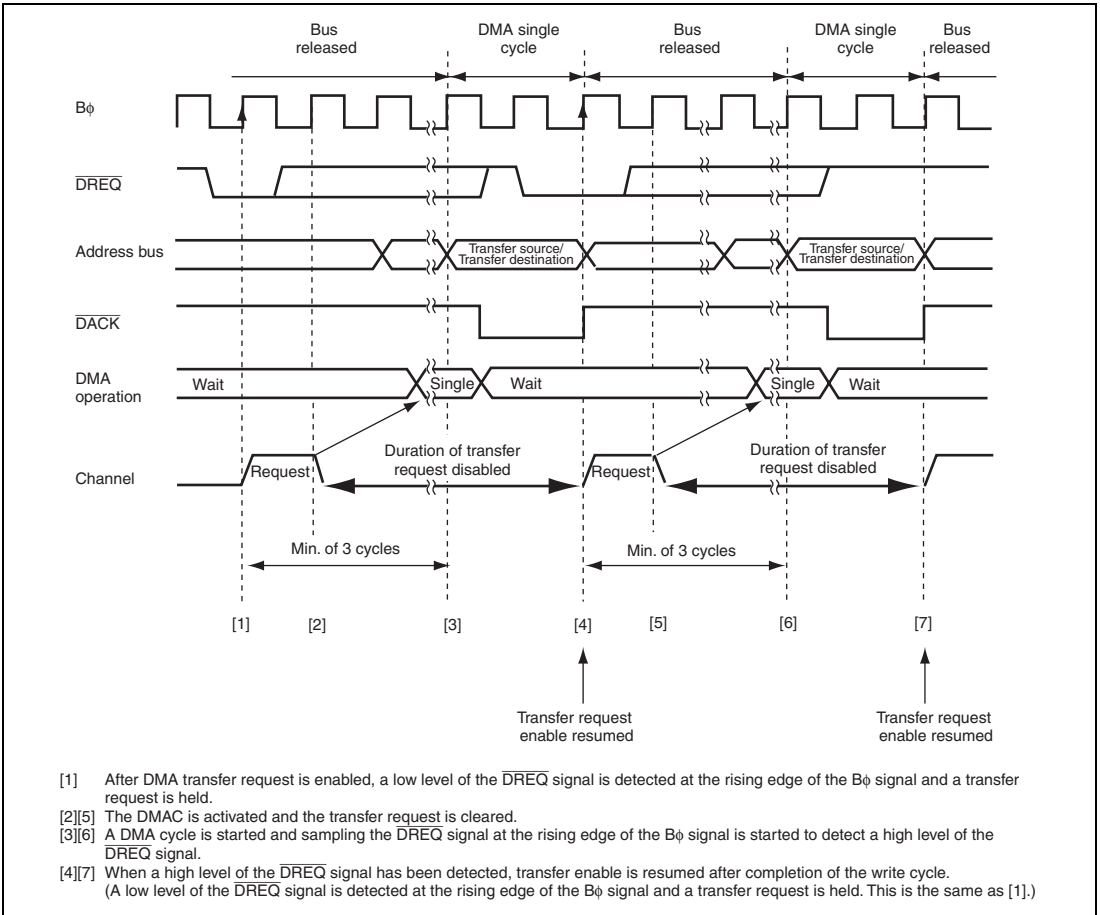 Bus released
DMA single cycle
Bus released
DMA single cycle
Bus released
Bφ
DREQ
Address bus
Transfer source/
Transfer destination
Transfer source/
Transfer destination
DACK
DMA operation
Wait
Single
Wait
Single
Wait
Channel
Request
Duration of transfer
request disabled
Request
Duration of transfer
request disabled
Min. of 3 cycles
Min. of 3 cycles
[1] [2] [3] [4] [5] [6] [7]
Transfer request
enable resumed
Transfer request
enable resumed
[1] After DMA transfer request is enabled, a low level of the DREQ signal is detected at the rising edge of the Bφ signal and a transfer
request is held.
[2][5] The DMAC is activated and the transfer request is cleared.
[3][6] A DMA cycle is started and sampling the DREQ signal at the rising edge of the Bφ signal is started to detect a high level of the
DREQ signal.
[4][7] When a high level of the DREQ signal has been detected, transfer enable is resumed after completion of the write cycle.
(A low level of the DREQ signal is detected at the rising edge of the Bφ signal and a transfer request is held. This is the same as [1].)